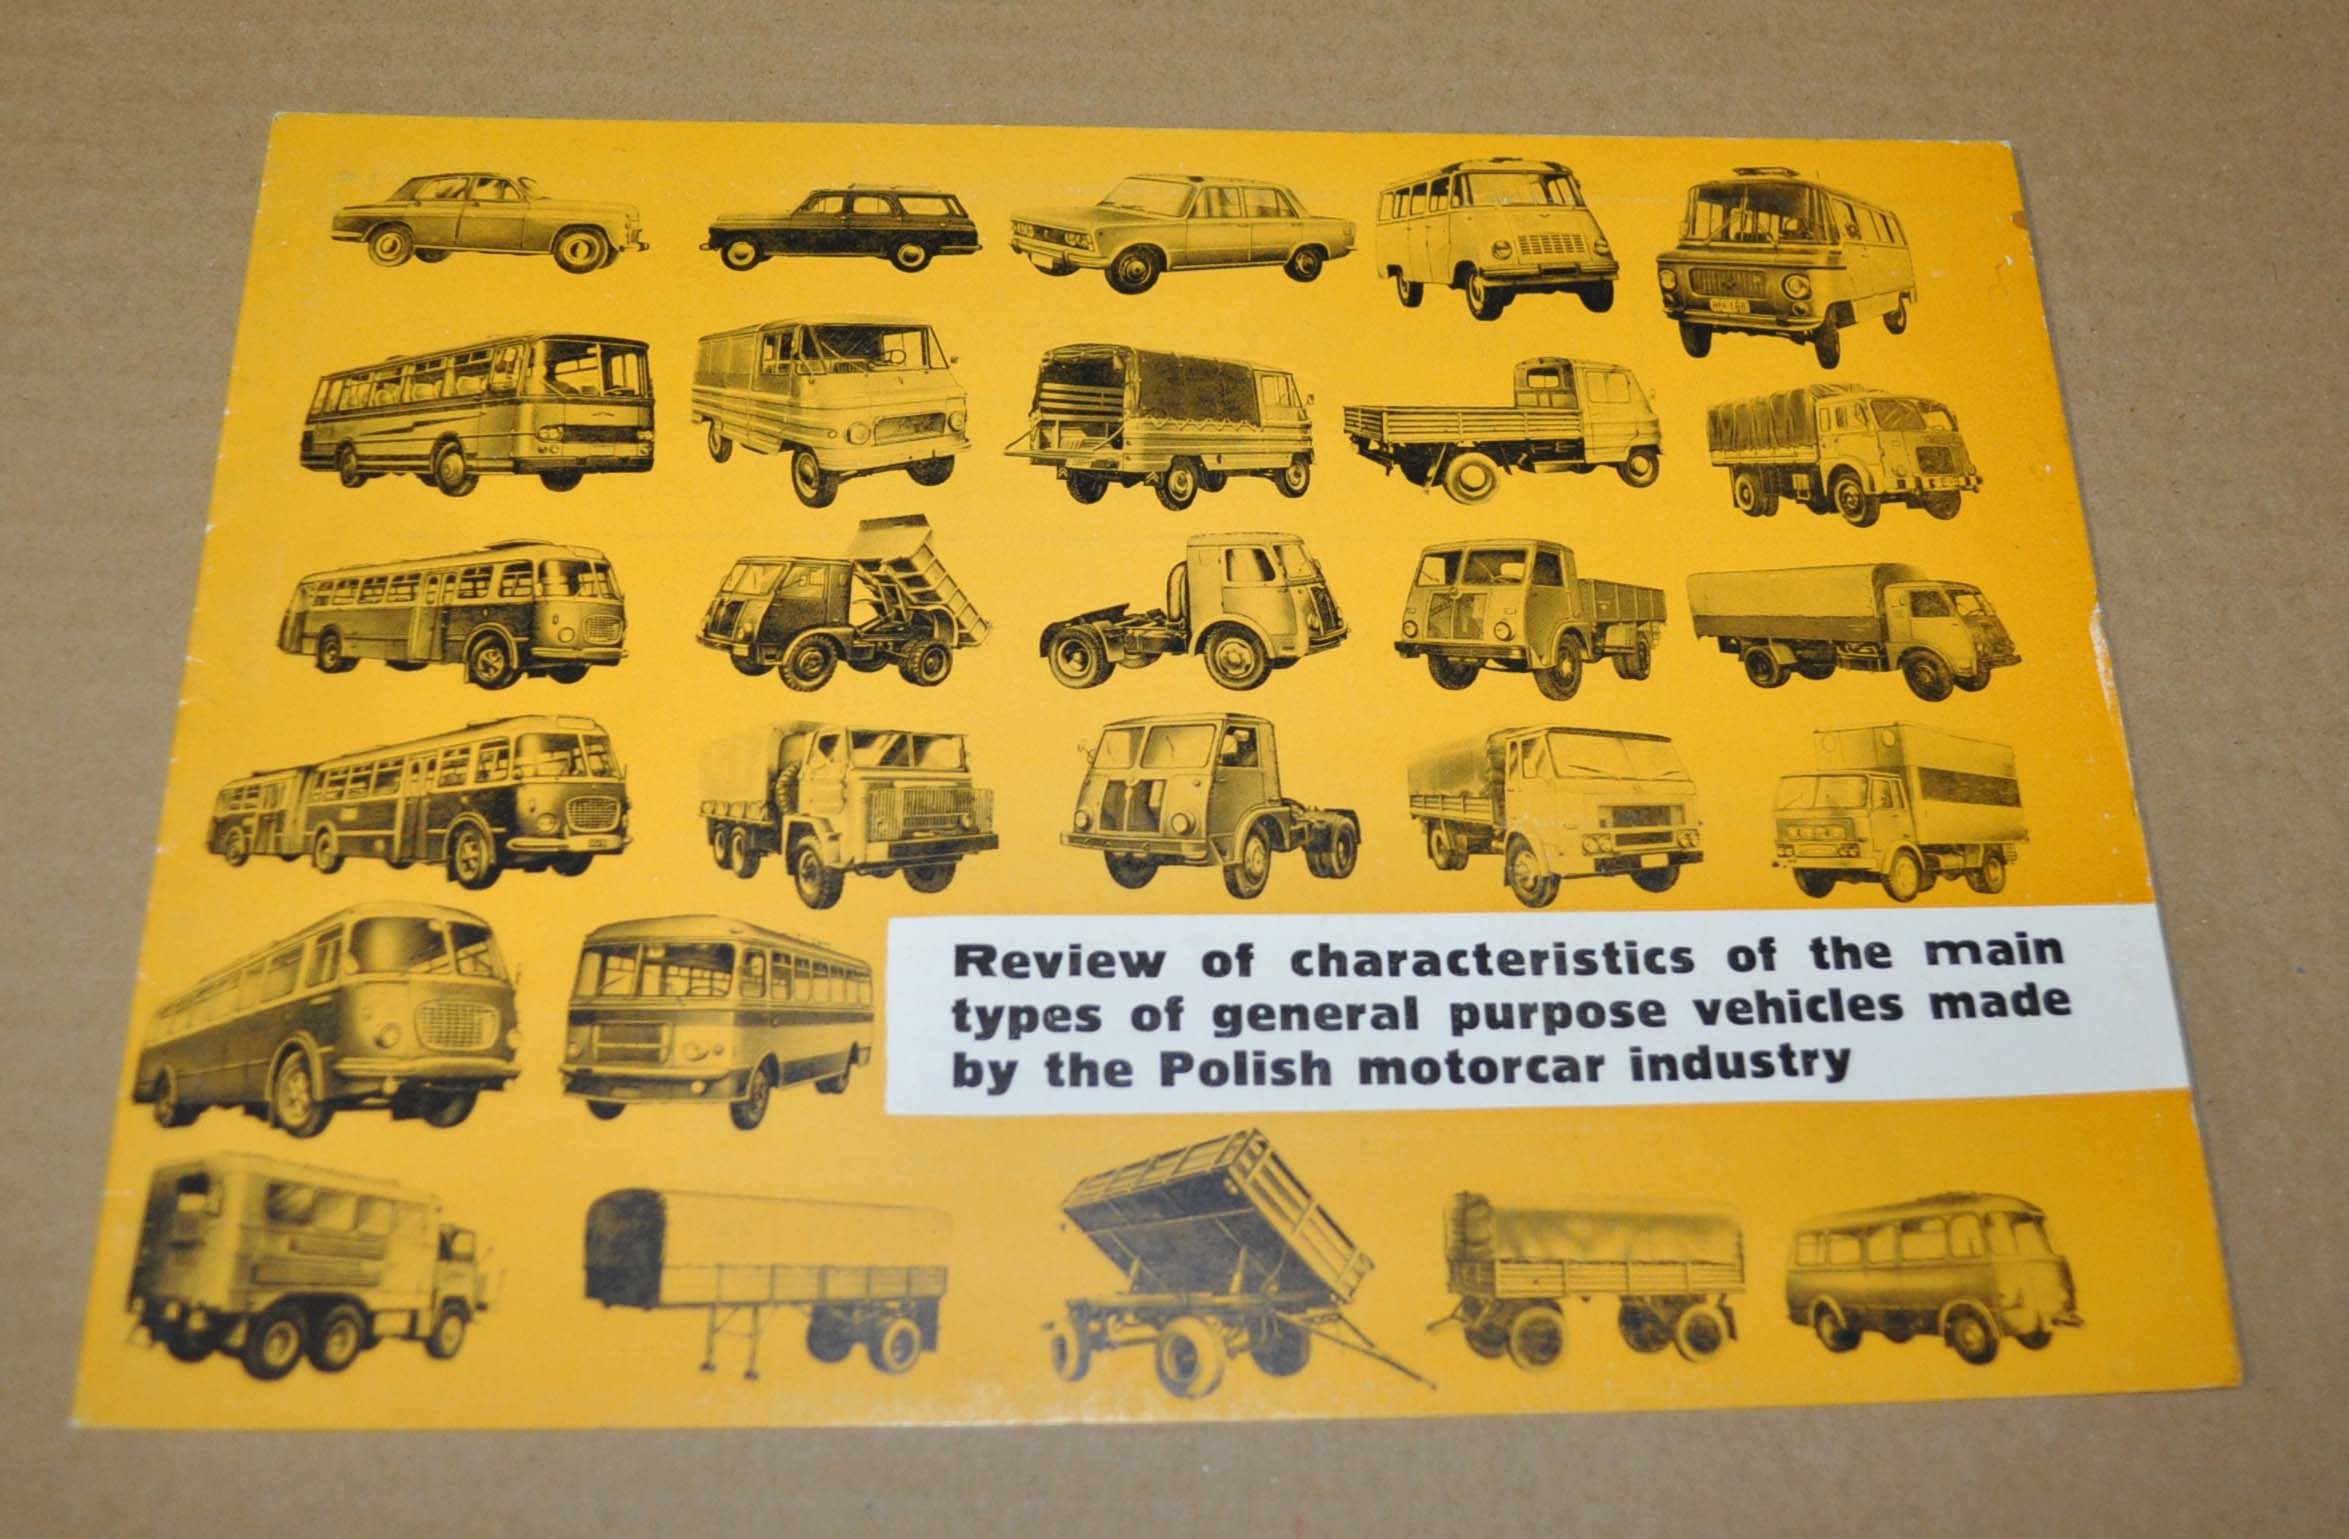 Review of characteristics of the main
types of general purpose vehicles made
by the Polish motorcar industry